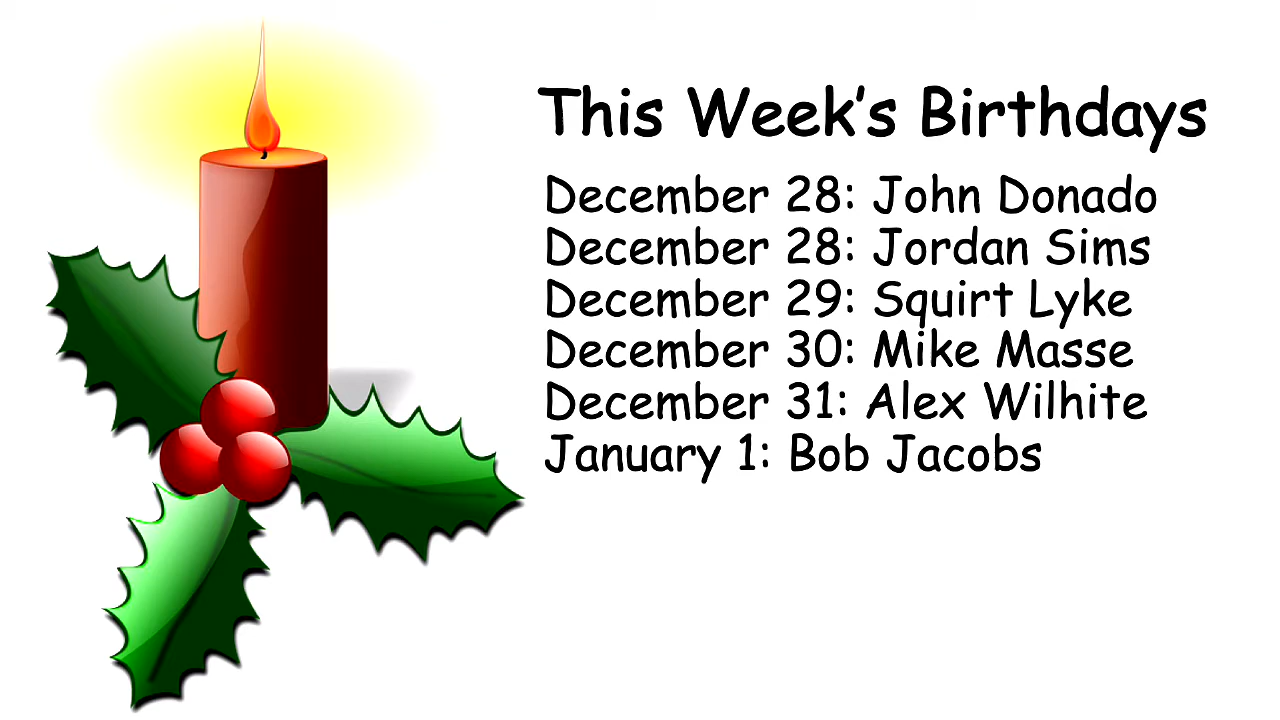 This Week’s Birthdays
December 28: John Donado
December 28: Jordan Sims
December 29: Squirt Lyke
December 30: Mike Masse
December 31: Alex Wilhite
January 1: Bob Jacobs